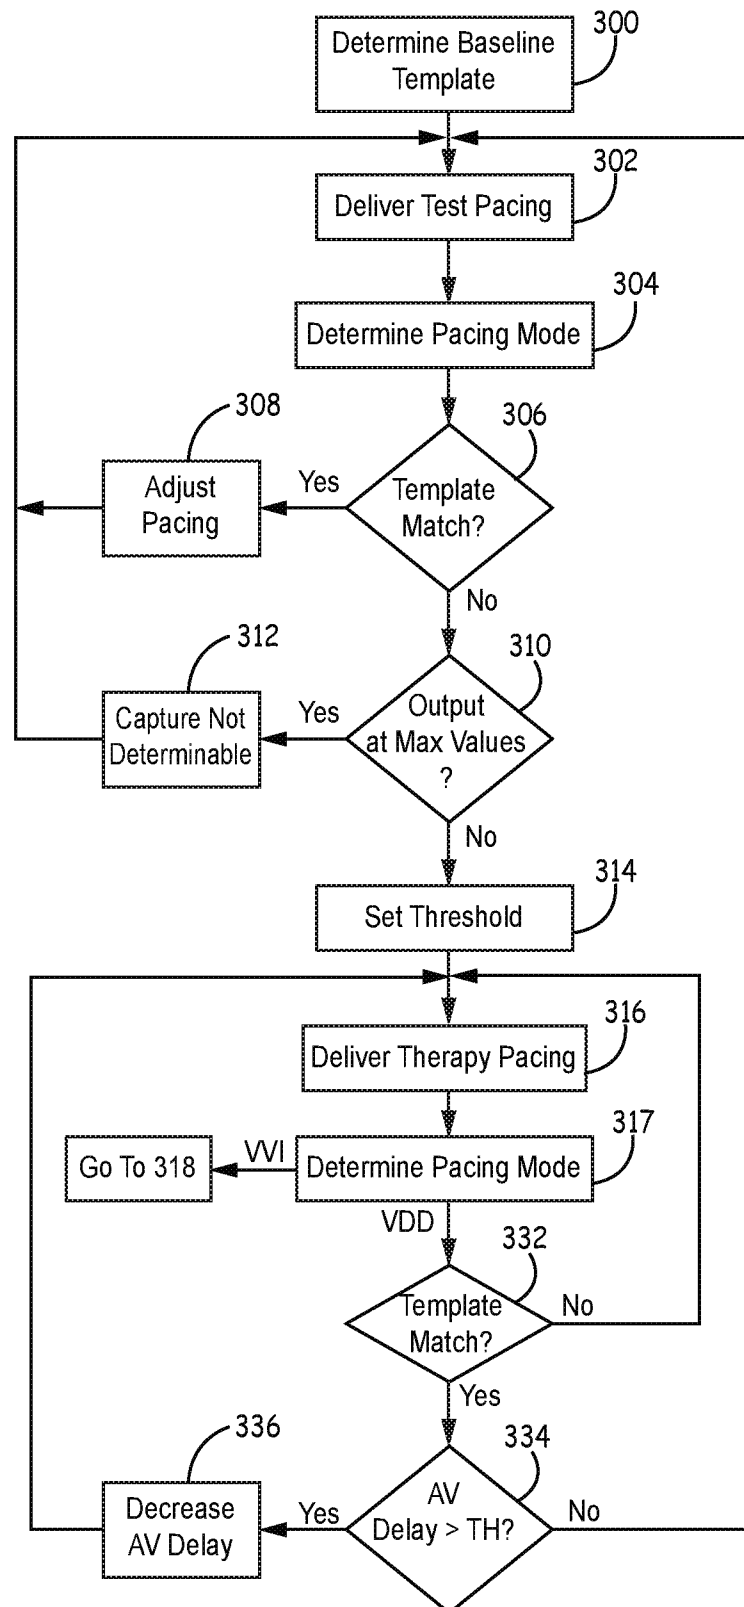 300
Determine Baseline
Template
302
Deliver Test Pacing
304
Determine Pacing Mode
306
308
Template
Match?
Yes
Adjust
Pacing
No
310
312
Output
at Max Values
?
Yes
Capture Not
Determinable
No
314
Set Threshold
316
Deliver Therapy Pacing
317
Determine Pacing Mode
VVI
Go To 318
VDD
332
Template
Match?
No
Yes
334
336
AV
Delay > TH?
Yes
No
Decrease
AV Delay